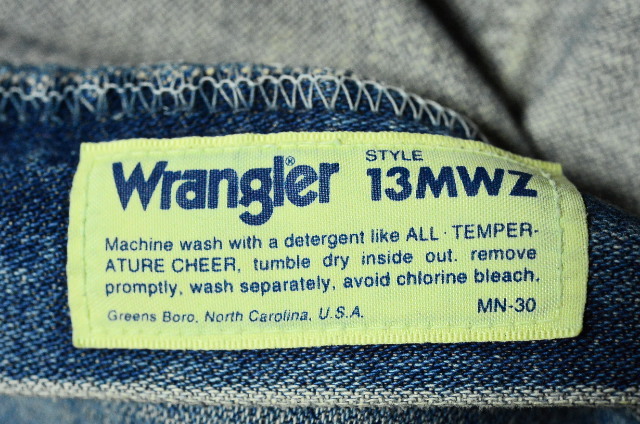 Wrangler® STYLE 13MWZ
Machine wash with a detergent like ALL·TEMPER-
ATURE CHEER, tumble dry inside out. remove
promptly, wash separately, avoid chlorine bleach.
Greens Boro, North Carolina, U.S.A. MN-30